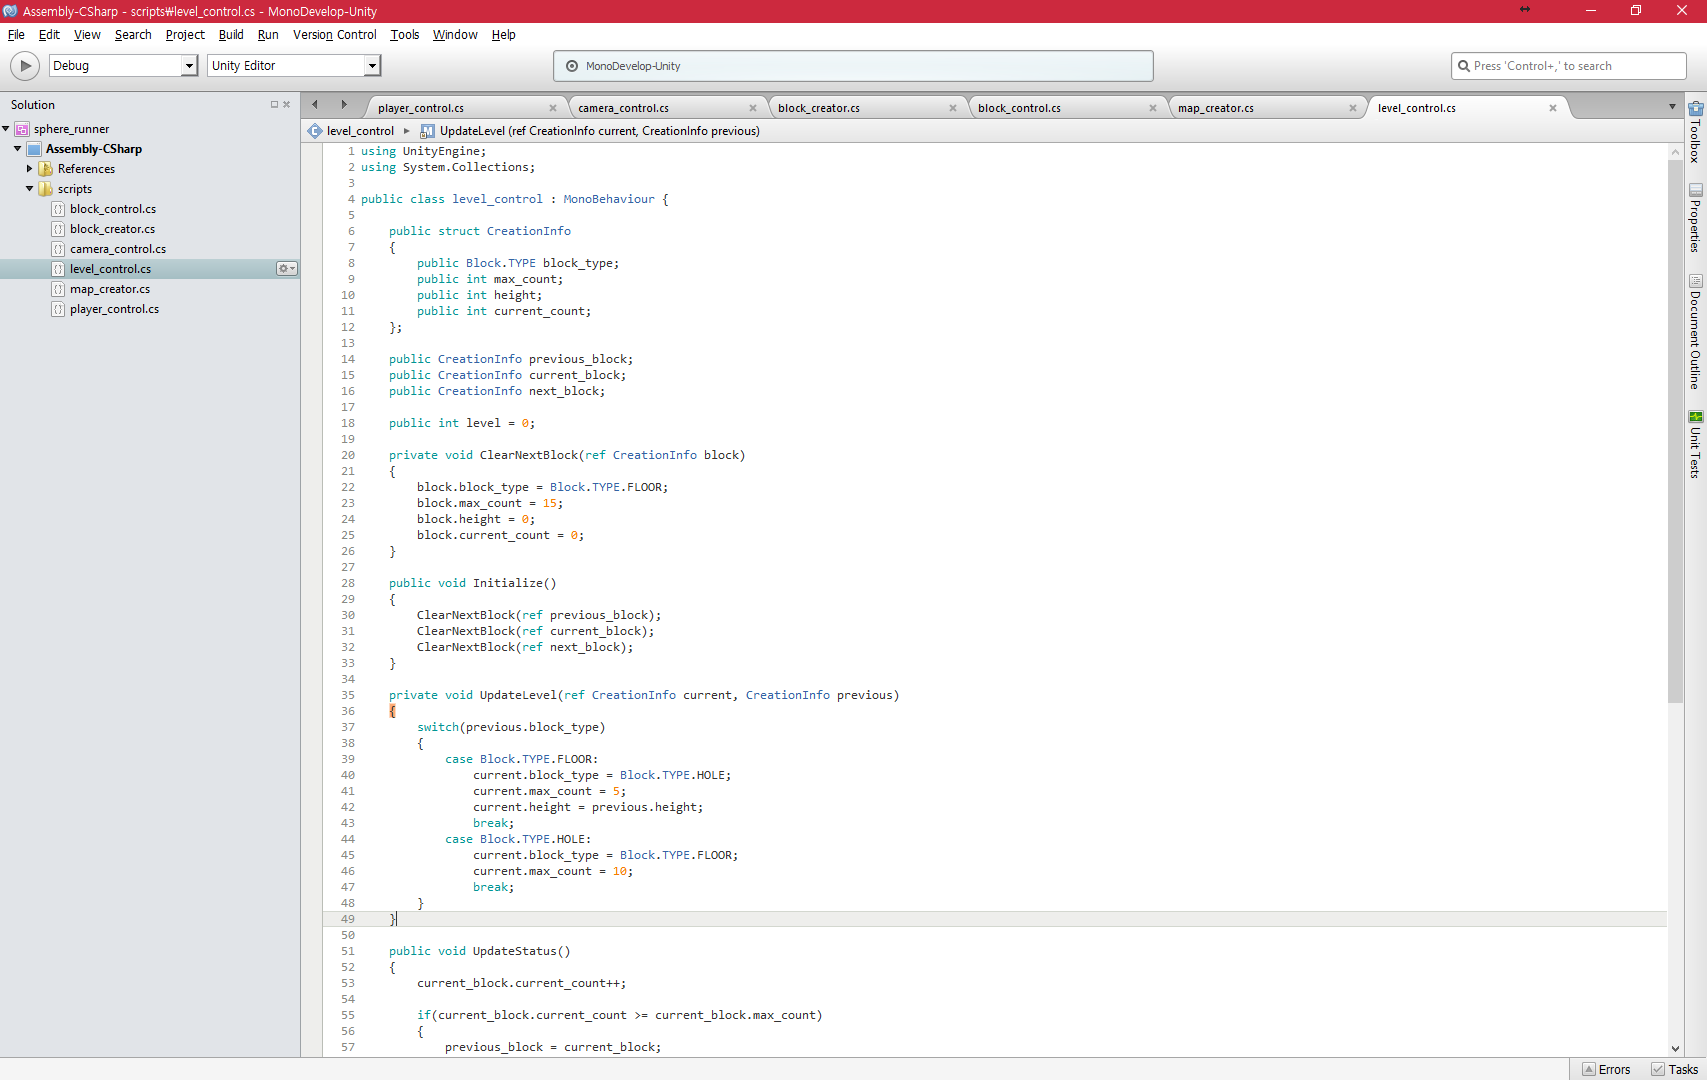 Assembly-CSharp - scripts₩level_control.cs - MonoDevelop-Unity
File Edit View Search Project Build Run Version Control Tools Window Help
Debug Unity Editor MonoDevelop-Unity Press 'Control+,' to search
Solution
sphere_runner
Assembly-CSharp
References
scripts
block_control.cs
block_creator.cs
camera_control.cs
level_control.cs
map_creator.cs
player_control.cs
player_control.cs camera_control.cs block_creator.cs block_control.cs map_creator.cs level_control.cs
C level_control M UpdateLevel (ref CreationInfo current, CreationInfo previous)
1 using UnityEngine;
2 using System.Collections;
3
4 public class level_control : MonoBehaviour {
5
6 public struct CreationInfo
7 {
8 public Block.TYPE block_type;
9 public int max_count;
10 public int height;
11 public int current_count;
12 };
13
14 public CreationInfo previous_block;
15 public CreationInfo current_block;
16 public CreationInfo next_block;
17
18 public int level = 0;
19
20 private void ClearNextBlock(ref CreationInfo block)
21 {
22 block.block_type = Block.TYPE.FLOOR;
23 block.max_count = 15;
24 block.height = 0;
25 block.current_count = 0;
26 }
27
28 public void Initialize()
29 {
30 ClearNextBlock(ref previous_block);
31 ClearNextBlock(ref current_block);
32 ClearNextBlock(ref next_block);
33 }
34
35 private void UpdateLevel(ref CreationInfo current, CreationInfo previous)
36 {
37 switch(previous.block_type)
38 {
39 case Block.TYPE.FLOOR:
40 current.block_type = Block.TYPE.HOLE;
41 current.max_count = 5;
42 current.height = previous.height;
43 break;
44 case Block.TYPE.HOLE:
45 current.block_type = Block.TYPE.FLOOR;
46 current.max_count = 10;
47 break;
48 }
49 }
50
51 public void UpdateStatus()
52 {
53 current_block.current_count++;
54
55 if(current_block.current_count >= current_block.max_count)
56 {
57 previous_block = current_block;
Toolbox
Properties
Document Outline
Unit Tests
Errors Tasks